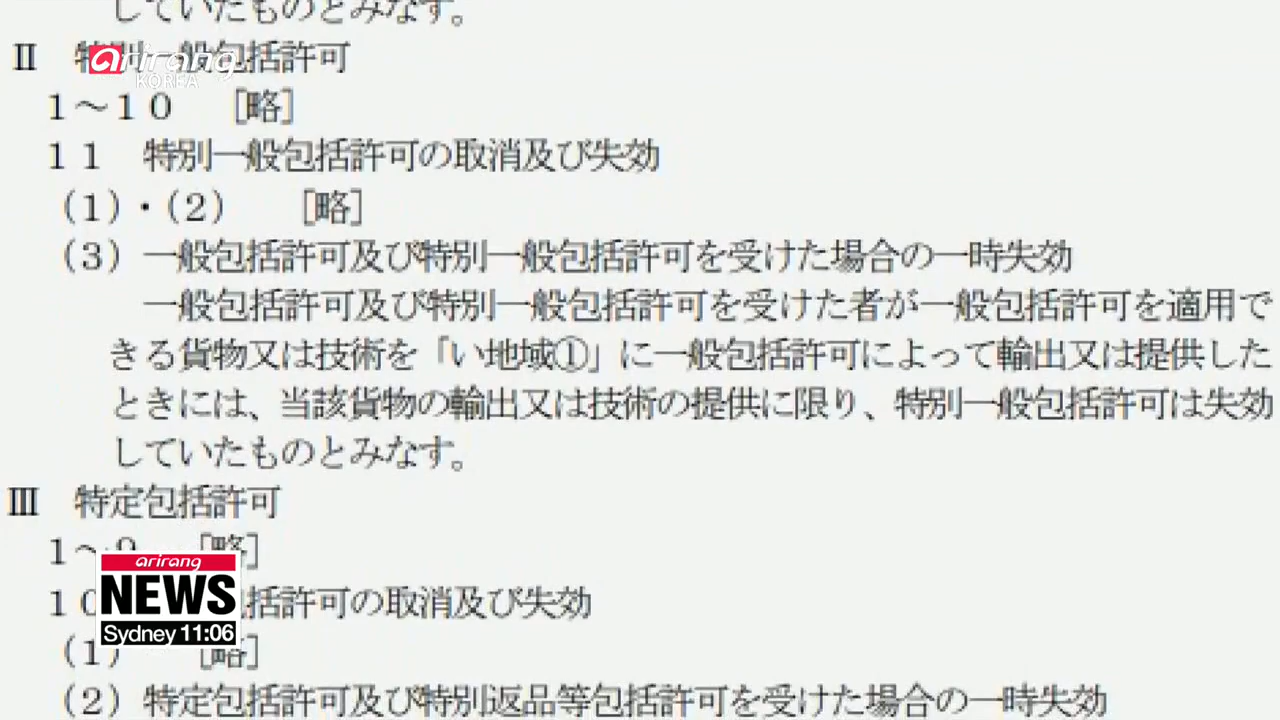 していたものとみなす。
Ⅱ 特別一般包括許可
arirang
KOREA
1～10 [略]
11 特別一般包括許可の取消及び失効
(1)・(2) [略]
(3) 一般包括許可及び特別一般包括許可を受けた場合の一時失効
一般包括許可及び特別一般包括許可を受けた者が一般包括許可を適用で
きる貨物又は技術を「い地域①」に一般包括許可によって輸出又は提供した
ときには、当該貨物の輸出又は技術の提供に限り、特別一般包括許可は失効
していたものとみなす。
Ⅲ 特定包括許可
1～9 [略]
arirang
NEWS
Sydney 11:06
10 包括許可の取消及び失効
(1) [略]
(2) 特定包括許可及び特別返品等包括許可を受けた場合の一時失効